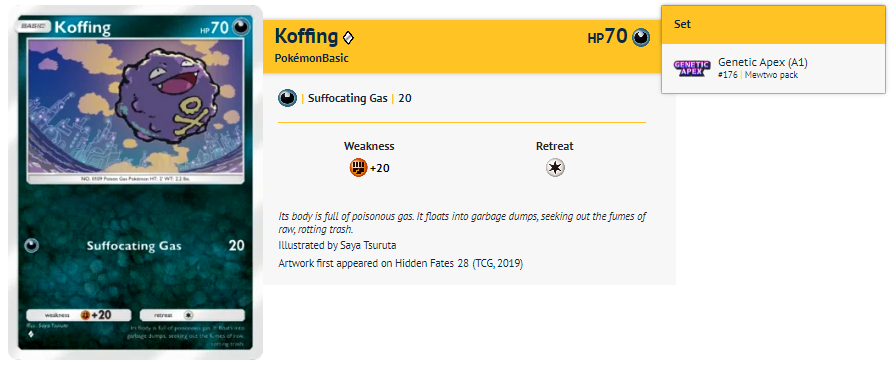 BASIC Koffing HP70
NO. 0109 Poison Gas Pokémon HT: 2' WT: 2.2 lbs.
Suffocating Gas 20
weakness +20 retreat
Illus. Saya Tsuruta
Its body is full of poisonous gas. It floats into
garbage dumps, seeking out the fumes of raw,
rotting trash.
Koffing HP70
PokémonBasic
| Suffocating Gas | 20
Weakness Retreat
+20
Its body is full of poisonous gas. It floats into garbage dumps, seeking out the fumes of
raw, rotting trash.
Illustrated by Saya Tsuruta
Artwork first appeared on Hidden Fates 28 (TCG, 2019)
Set
GENETIC
APEX
Genetic Apex (A1)
#176 | Mewtwo pack